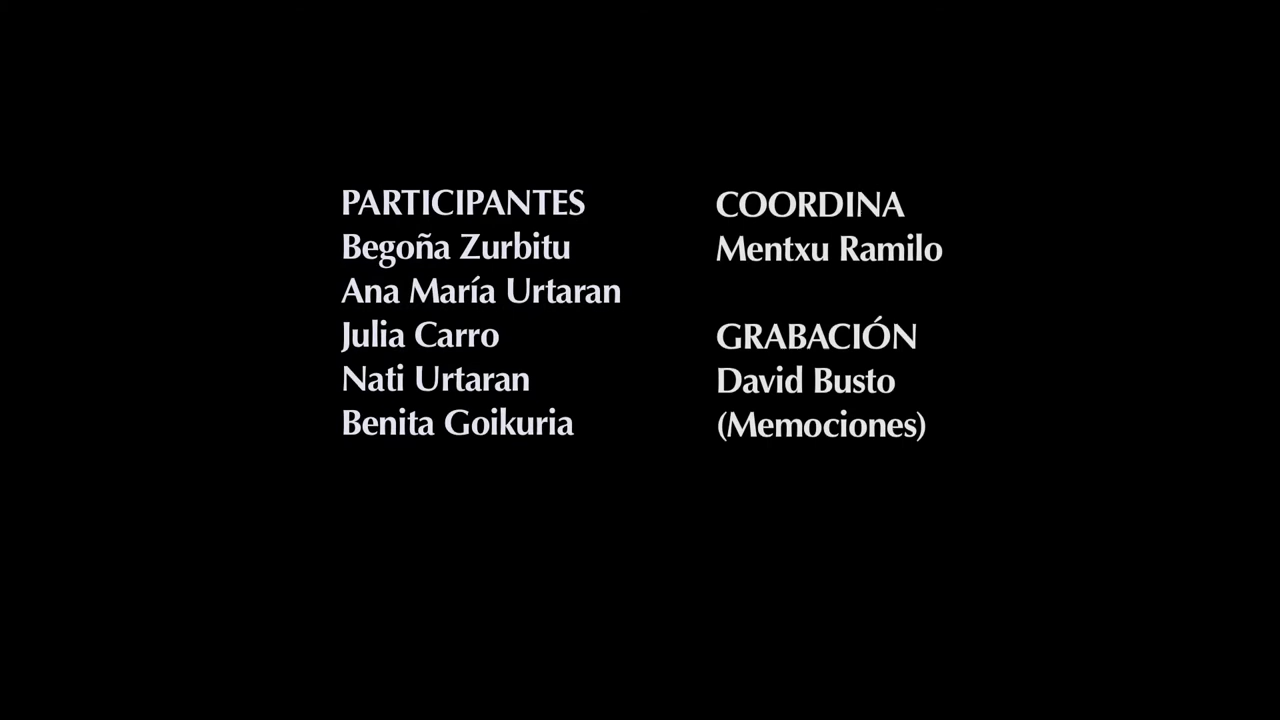 PARTICIPANTES
Begoña Zurbitu
Ana María Urtaran
Julia Carro
Nati Urtaran
Benita Goikuria
COORDINA
Mentxu Ramilo
GRABACIÓN
David Busto
(Memociones)